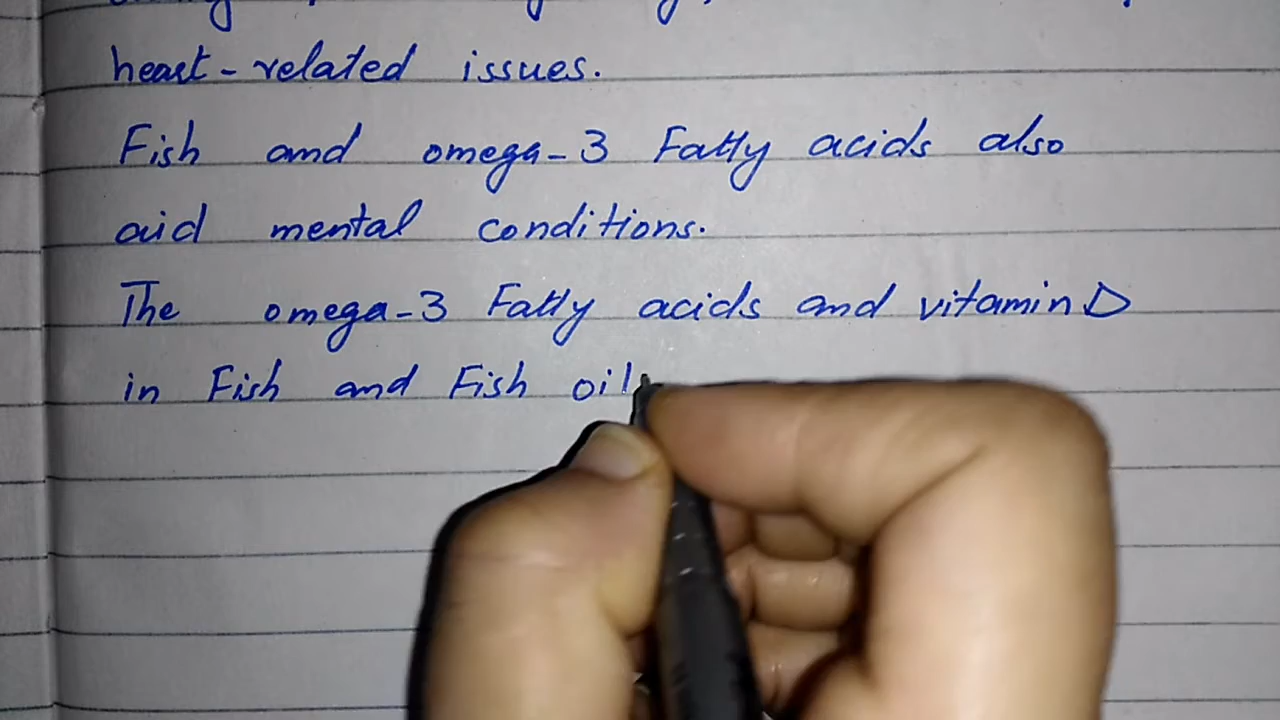 heart-related issues.
Fish and omega-3 Fatty acids also
aid mental conditions.
The omega-3 Fatty acids and vitamin D
in Fish and Fish oil